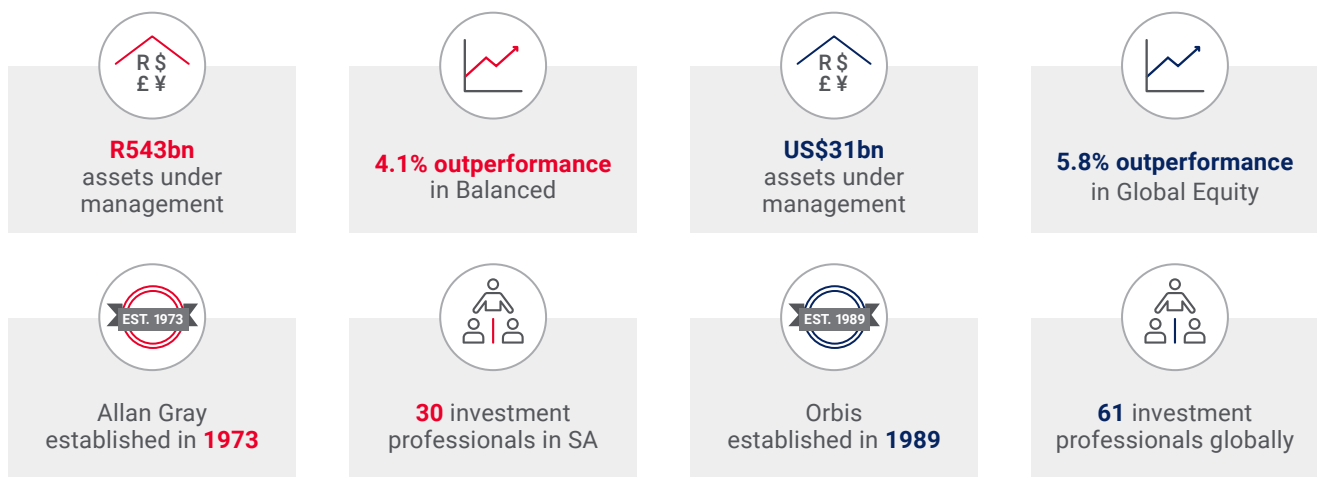 R $
£ ¥
R543bn
assets under
management
4.1% outperformance
in Balanced
R $
£ ¥
US$31bn
assets under
management
5.8% outperformance
in Global Equity
EST. 1973
Allan Gray
established in 1973
30 investment
professionals in SA
EST. 1989
Orbis
established in 1989
61 investment
professionals globally